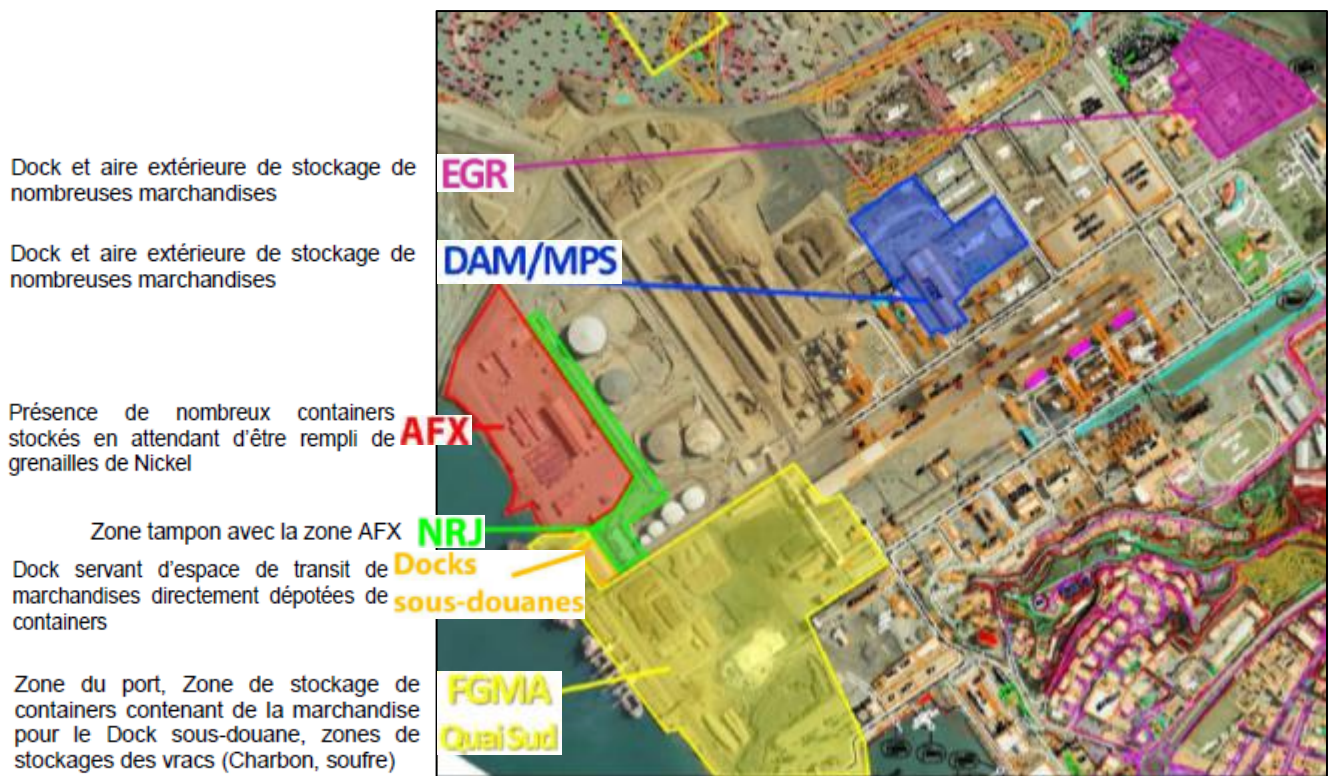 Dock et aire extérieure de stockage de
nombreuses marchandises
EGR
Dock et aire extérieure de stockage de
nombreuses marchandises
DAM/MPS
Présence de nombreux containers
stockés en attendant d'être rempli de
grenailles de Nickel
AFX
Zone tampon avec la zone AFX
NRJ
Dock servant d'espace de transit de
marchandises directement dépotées de
containers
Docks
sous-douanes
Zone du port, Zone de stockage de
containers contenant de la marchandise
pour le Dock sous-douane, zones de
stockages des vracs (Charbon, soufre)
FGMA
Quai Sud